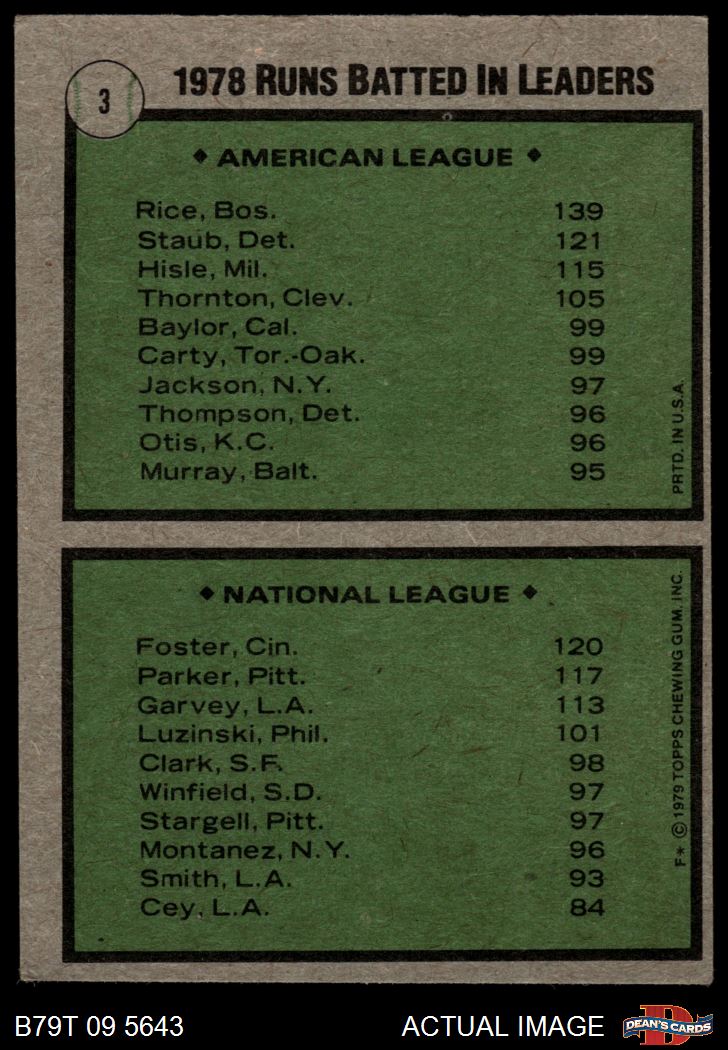 3
1978 RUNS BATTED IN LEADERS
◆ AMERICAN LEAGUE ◆
Rice, Bos. 139
Staub, Det. 121
Hisle, Mil. 115
Thornton, Clev. 105
Baylor, Cal. 99
Carty, Tor.-Oak. 99
Jackson, N.Y. 97
Thompson, Det. 96
Otis, K.C. 96
Murray, Balt. 95
PRTD. IN U.S.A.
◆ NATIONAL LEAGUE ◆
Foster, Cin. 120
Parker, Pitt. 117
Garvey, L.A. 113
Luzinski, Phil. 101
Clark, S.F. 98
Winfield, S.D. 97
Stargell, Pitt. 97
Montanez, N.Y. 96
Smith, L.A. 93
Cey, L.A. 84
F* © 1979 TOPPS CHEWING GUM, INC.
B79T 09 5643
ACTUAL IMAGE
D
DEAN'S CARDS